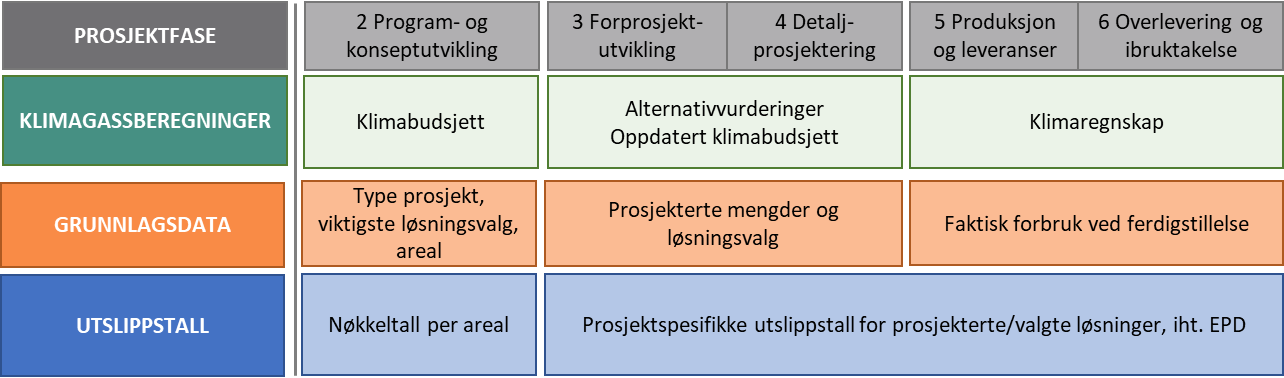 PROSJEKTFASE
2 Program- og
konseptutvikling
3 Forprosjekt-
utvikling
4 Detalj-
prosjektering
5 Produksjon
og leveranser
6 Overlevering og
ibruktakelse
KLIMAGASSBEREGNINGER
Klimabudsjett
Alternativvurderinger
Oppdatert klimabudsjett
Klimaregnskap
GRUNNLAGSDATA
Type prosjekt,
viktigste løsningsvalg,
areal
Prosjekterte mengder og
løsningsvalg
Faktisk forbruk ved ferdigstillelse
UTSLIPPSTALL
Nøkkeltall per areal
Prosjektspesifikke utslippstall for prosjekterte/valgte løsninger, iht. EPD